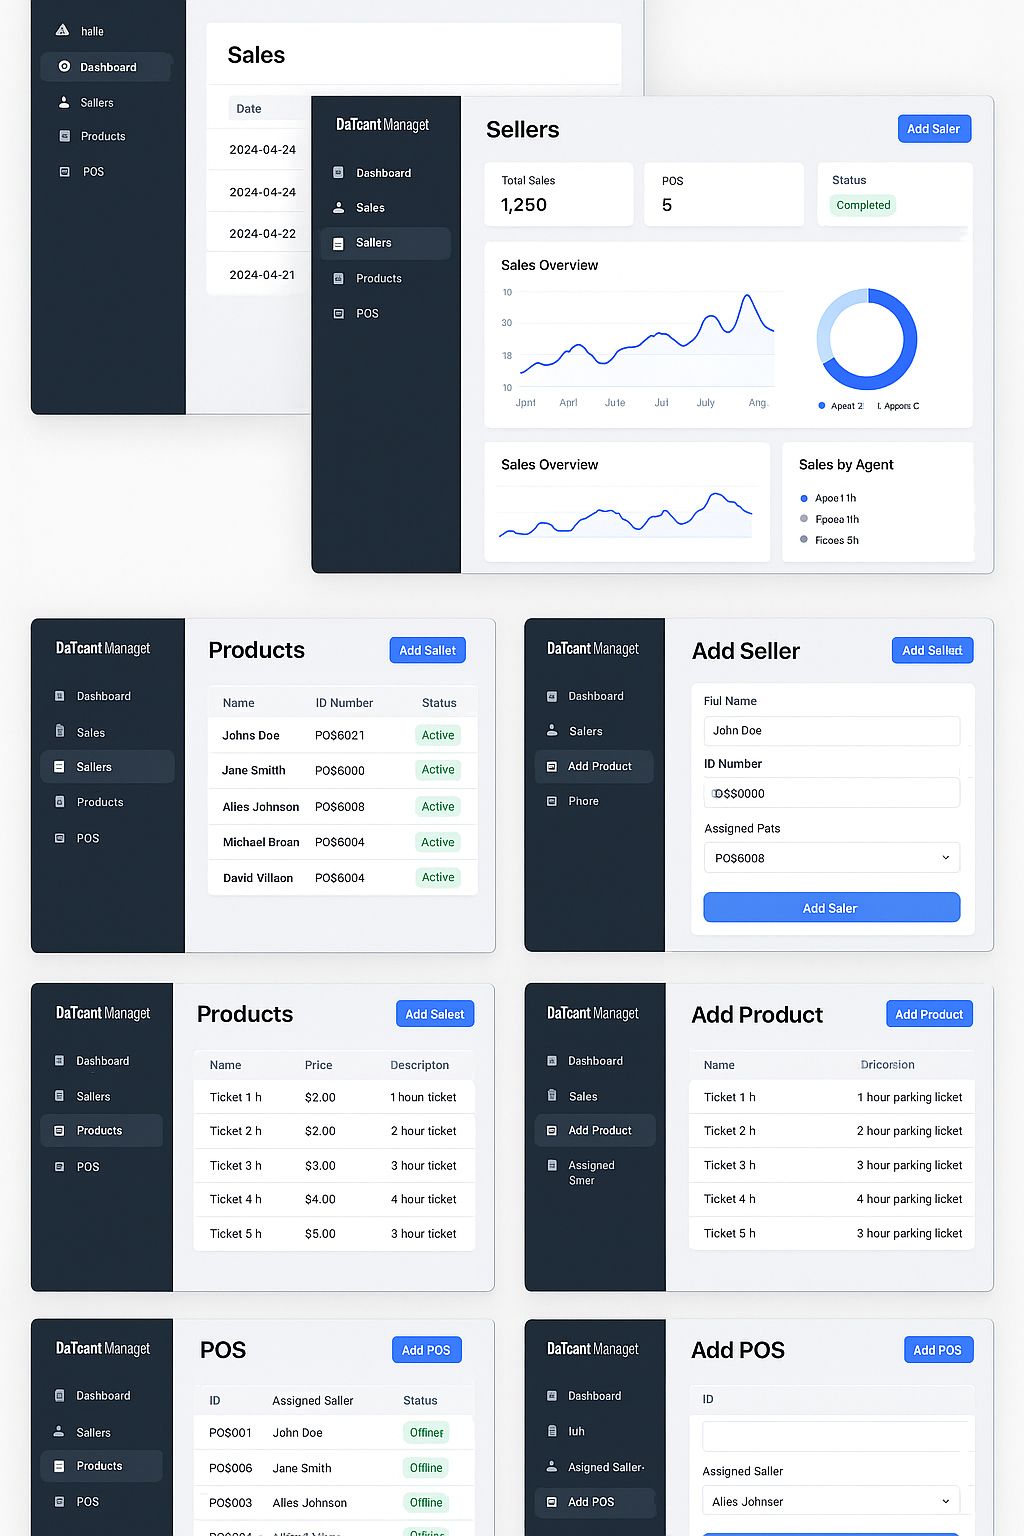 halle
Dashboard
Sallers
Products
POS
Sales
Date
2024-04-24
2024-04-24
2024-04-22
2024-04-21
DaTcant Managet
Dashboard
Sales
Sallers
Products
POS
Sellers
Add Saler
Total Sales
1,250
POS
5
Status
Completed
Sales Overview
10
30
18
10
Jpnt Aprl Jute Jut July Ang.
Apeat 2 l. Appors C
Sales Overview
Sales by Agent
Apoe11h
Fpoea 1lh
Ficoes 5h
DaTcant Managet
Dashboard
Sales
Sallers
Products
POS
Products
Add Sallet
Name ID Number Status
Johns Doe PO$6021 Active
Jane Smitth PO$6000 Active
Alies Johnson PO$6008 Active
Michael Broan PO$6004 Active
David Villaon PO$6004 Active
DaTcant Managet
Dashboard
Salers
Add Product
Phore
Add Seller
Add Selled
Fiul Name
John Doe
ID Number
O$S0000
Assigned Pats
PO$6008
Add Saler
DaTcant Managet
Dashboard
Sallers
Products
POS
Products
Add Salest
Name Price Descripton
Ticket 1 h $2.00 1 houn ticket
Ticket 2 h $2.00 2 hour ticket
Ticket 3 h $3.00 3 hour ticket
Ticket 4 h $4.00 4 hour ticket
Ticket 5 h $5.00 3 hour ticket
DaTcant Managet
Dashboard
Sales
Add Product
Assigned
Smer
Add Product
Add Product
Name Dricorsion
Ticket 1 h 1 hour parking licket
Ticket 2 h 2 hour parking licket
Ticket 3 h 3 hour parking licket
Ticket 4 h 4 hour parking licket
Ticket 5 h 3 hour parking licket
DaTcant Managet
Dashboard
Sallers
Products
POS
POS
Add POS
ID Assigned Saller Status
PO$001 John Doe Offiner
PO$006 Jane Smith Offline
PO$003 Alles Johnson Offline
DaTcant Managet
Dashboard
luh
Asigned Saller·
Add POS
Add POS
Add POS
ID
Assigned Saller
Alies Johnser